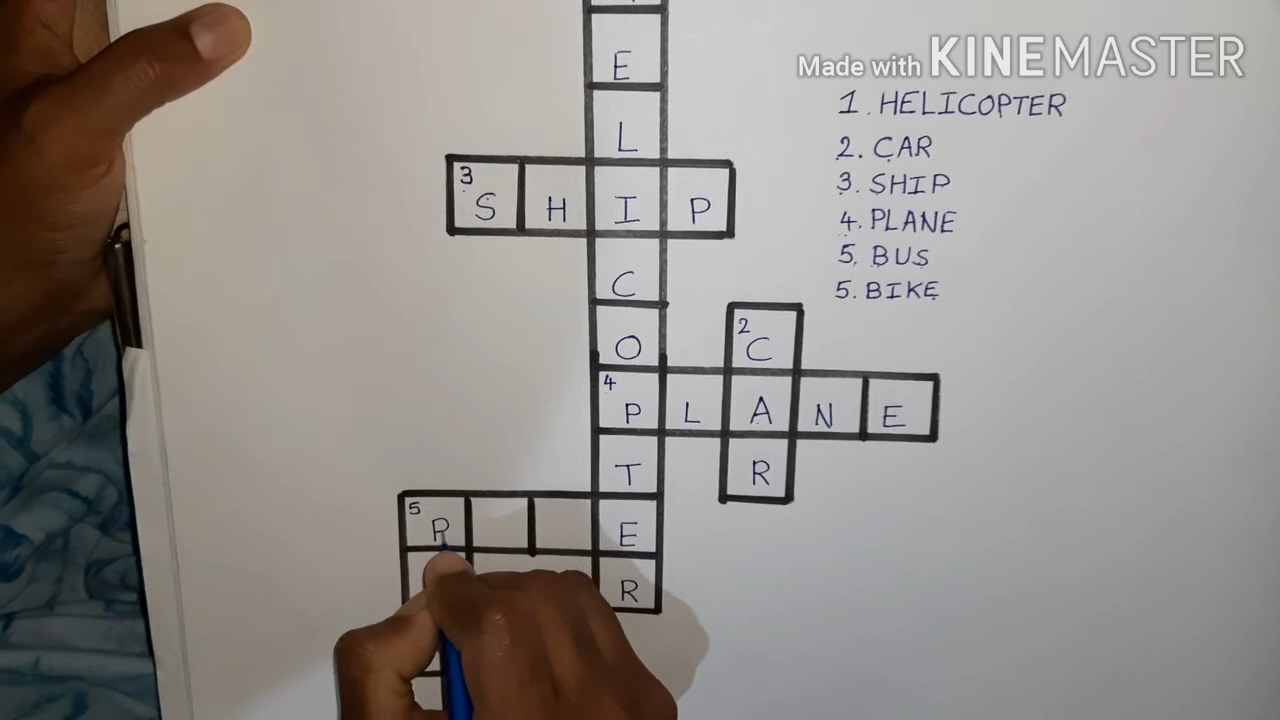 Made with KINEMASTER
1. HELICOPTER
2. CAR
3. SHIP
4. PLANE
5. BUS
5. BIKE
E
L
3
S H I P
C
2
O C
4
P L A N E
T R
5
P E
R